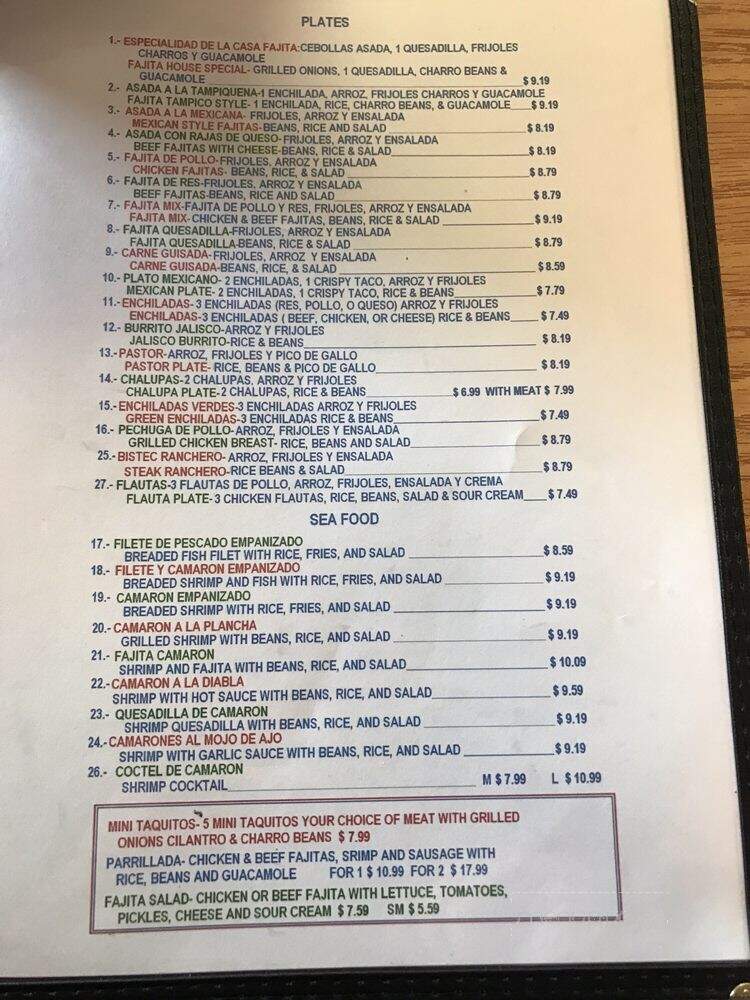 PLATES
1.- ESPECIALIDAD DE LA CASA FAJITA:CEBOLLAS ASADA, 1 QUESADILLA, FRIJOLES
CHARROS Y GUACAMOLE
FAJITA HOUSE SPECIAL- GRILLED ONIONS, 1 QUESADILLA, CHARRO BEANS &
GUACAMOLE $ 9.19
2.- ASADA A LA TAMPIQUENA-1 ENCHILADA, ARROZ, FRIJOLES CHARROS Y GUACAMOLE
FAJITA TAMPICO STYLE- 1 ENCHILADA, RICE, CHARRO BEANS, & GUACAMOLE $ 9.19
3.- ASADA A LA MEXICANA- FRIJOLES, ARROZ Y ENSALADA
MEXICAN STYLE FAJITAS-BEANS, RICE AND SALAD $ 8.19
4.- ASADA CON RAJAS DE QUESO-FRIJOLES, ARROZ Y ENSALADA
BEEF FAJITAS WITH CHEESE-BEANS, RICE & SALAD $ 8.19
5.- FAJITA DE POLLO-FRIJOLES, ARROZ Y ENSALADA
CHICKEN FAJITAS- BEANS, RICE, & SALAD $ 8.79
6.- FAJITA DE RES-FRIJOLES, ARROZ Y ENSALADA
BEEF FAJITAS-BEANS, RICE AND SALAD $ 8.79
7.- FAJITA MIX-FAJITA DE POLLO Y RES, FRIJOLES, ARROZ Y ENSALADA
FAJITA MIX-CHICKEN & BEEF FAJITAS, BEANS, RICE & SALAD $ 9.19
8.- FAJITA QUESADILLA-FRIJOLES, ARROZ Y ENSALADA
FAJITA QUESADILLA-BEANS, RICE & SALAD $ 8.79
9.- CARNE GUISADA-FRIJOLES, ARROZ Y ENSALADA
CARNE GUISADA-BEANS, RICE, & SALAD $ 8.59
10.- PLATO MEXICANO- 2 ENCHILADAS, 1 CRISPY TACO, ARROZ Y FRIJOLES
MEXICAN PLATE- 2 ENCHILADAS, 1 CRISPY TACO, RICE & BEANS $ 7.79
11.-ENCHILADAS- 3 ENCHILADAS (RES, POLLO, O QUESO) ARROZ Y FRIJOLES
ENCHILADAS-3 ENCHILADAS ( BEEF, CHICKEN, OR CHEESE) RICE & BEANS $ 7.49
12.- BURRITO JALISCO-ARROZ Y FRIJOLES
JALISCO BURRITO-RICE & BEANS $ 8.19
13.-PASTOR-ARROZ, FRIJOLES Y PICO DE GALLO
PASTOR PLATE- RICE, BEANS & PICO DE GALLO $ 8.19
14.- CHALUPAS-2 CHALUPAS, ARROZ Y FRIJOLES
CHALUPA PLATE-2 CHALUPAS, RICE & BEANS $ 6.99 WITH MEAT $ 7.99
15.-ENCHILADAS VERDES-3 ENCHILADAS ARROZ Y FRIJOLES
GREEN ENCHILADAS-3 ENCHILADAS RICE & BEANS $ 7.49
16.- PECHUGA DE POLLO-ARROZ, FRIJOLES Y ENSALADA
GRILLED CHICKEN BREAST- RICE, BEANS AND SALAD $ 8.79
25.-BISTEC RANCHERO- ARROZ, FRIJOLES Y ENSALADA
STEAK RANCHERO-RICE BEANS & SALAD $ 8.79
27.- FLAUTAS-3 FLAUTAS DE POLLO, ARROZ, FRIJOLES, ENSALADA Y CREMA
FLAUTA PLATE- 3 CHICKEN FLAUTAS, RICE, BEANS, SALAD & SOUR CREAM $ 7.49
SEA FOOD
17.- FILETE DE PESCADO EMPANIZADO
BREADED FISH FILET WITH RICE, FRIES, AND SALAD $ 8.59
18.- FILETE Y CAMARON EMPANIZADO
BREADED SHRIMP AND FISH WITH RICE, FRIES, AND SALAD $ 9.19
19.- CAMARON EMPANIZADO
BREADED SHRIMP WITH RICE, FRIES, AND SALAD $ 9.19
20.- CAMARON A LA PLANCHA
GRILLED SHRIMP WITH BEANS, RICE, AND SALAD $ 9.19
21.- FAJITA CAMARON
SHRIMP AND FAJITA WITH BEANS, RICE, AND SALAD $ 10.09
22.-CAMARON A LA DIABLA
SHRIMP WITH HOT SAUCE WITH BEANS, RICE, AND SALAD $ 9.59
23.- QUESADILLA DE CAMARON
SHRIMP QUESADILLA WITH BEANS, RICE, AND SALAD $ 9.19
24.-CAMARONES AL MOJO DE AJO
SHRIMP WITH GARLIC SAUCE WITH BEANS, RICE, AND SALAD $ 9.19
26.- COCTEL DE CAMARON
SHRIMP COCKTAIL M $ 7.99 L $ 10.99
MINI TAQUITOS- 5 MINI TAQUITOS YOUR CHOICE OF MEAT WITH GRILLED
ONIONS CILANTRO & CHARRO BEANS $ 7.99
PARRILLADA- CHICKEN & BEEF FAJITAS, SRIMP AND SAUSAGE WITH
RICE, BEANS AND GUACAMOLE FOR 1 $ 10.99 FOR 2 $ 17.99
FAJITA SALAD- CHICKEN OR BEEF FAJITA WITH LETTUCE, TOMATOES,
PICKLES, CHEESE AND SOUR CREAM $ 7.59 SM $ 5.59